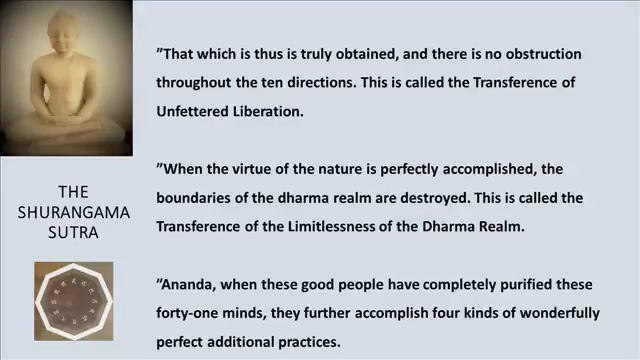 THE
SHURANGAMA
SUTRA
”That which is thus is truly obtained, and there is no obstruction
throughout the ten directions. This is called the Transference of
Unfettered Liberation.
”When the virtue of the nature is perfectly accomplished, the
boundaries of the dharma realm are destroyed. This is called the
Transference of the Limitlessness of the Dharma Realm.
”Ananda, when these good people have completely purified these
forty-one minds, they further accomplish four kinds of wonderfully
perfect additional practices.